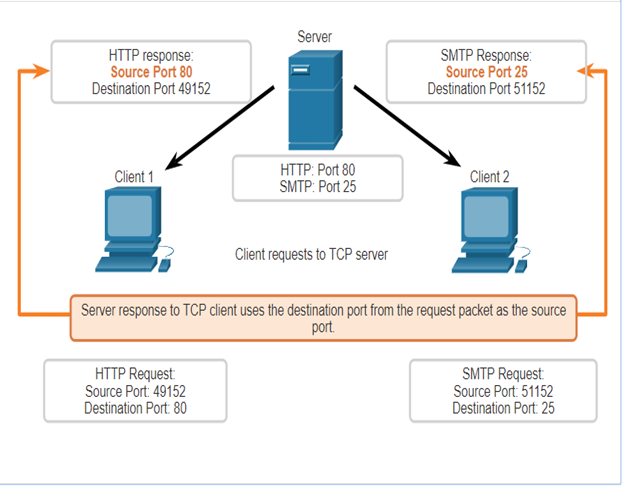 Server
HTTP response:
Source Port 80
Destination Port 49152
SMTP Response:
Source Port 25
Destination Port 51152
Client 1
HTTP: Port 80
SMTP: Port 25
Client 2
Client requests to TCP server
Server response to TCP client uses the destination port from the request packet as the source
port.
HTTP Request:
Source Port: 49152
Destination Port: 80
SMTP Request:
Source Port: 51152
Destination Port: 25